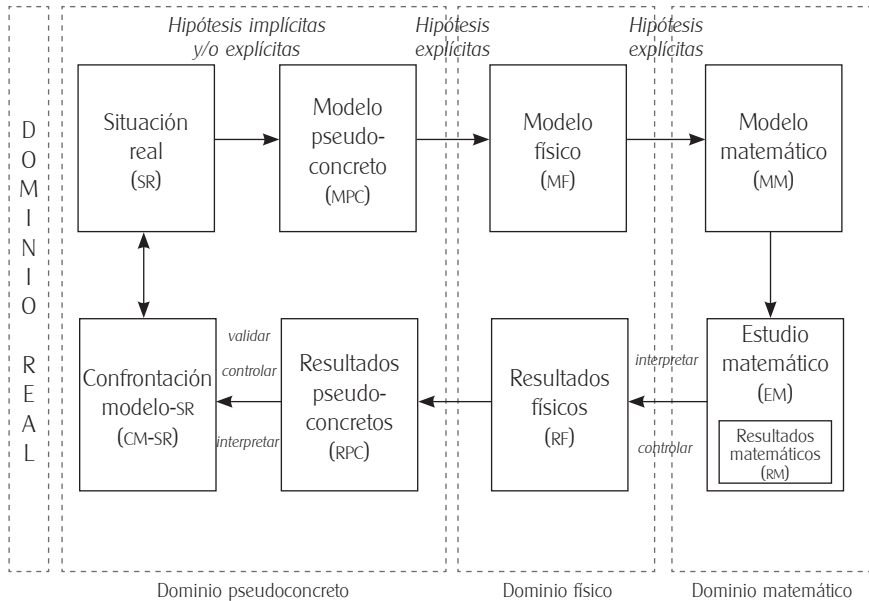 Hipótesis implícitas
y/o explícitas
Hipótesis
explícitas
Hipótesis
explícitas
DOMINIO REAL
Situación
real
(SR)
Modelo
pseudo-
concreto
(MPC)
Modelo
físico
(MF)
Modelo
matemático
(MM)
Confrontación
modelo-SR
(CM-SR)
validar
controlar
interpretar
Resultados
pseudo-
concretos
(RPC)
Resultados
físicos
(RF)
interpretar
controlar
Estudio
matemático
(EM)
Resultados
matemáticos
(RM)
Dominio pseudoconcreto
Dominio físico
Dominio matemático